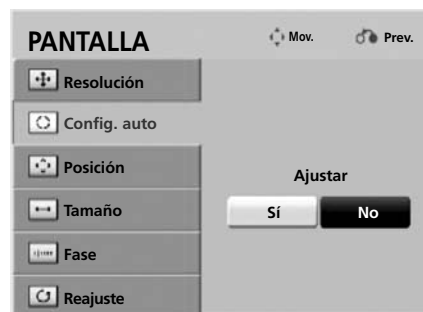 PANTALLA
Mov.
Prev.
Resolución
Config. auto
Posición
Tamaño
Fase
Reajuste
Ajustar
Sí
No